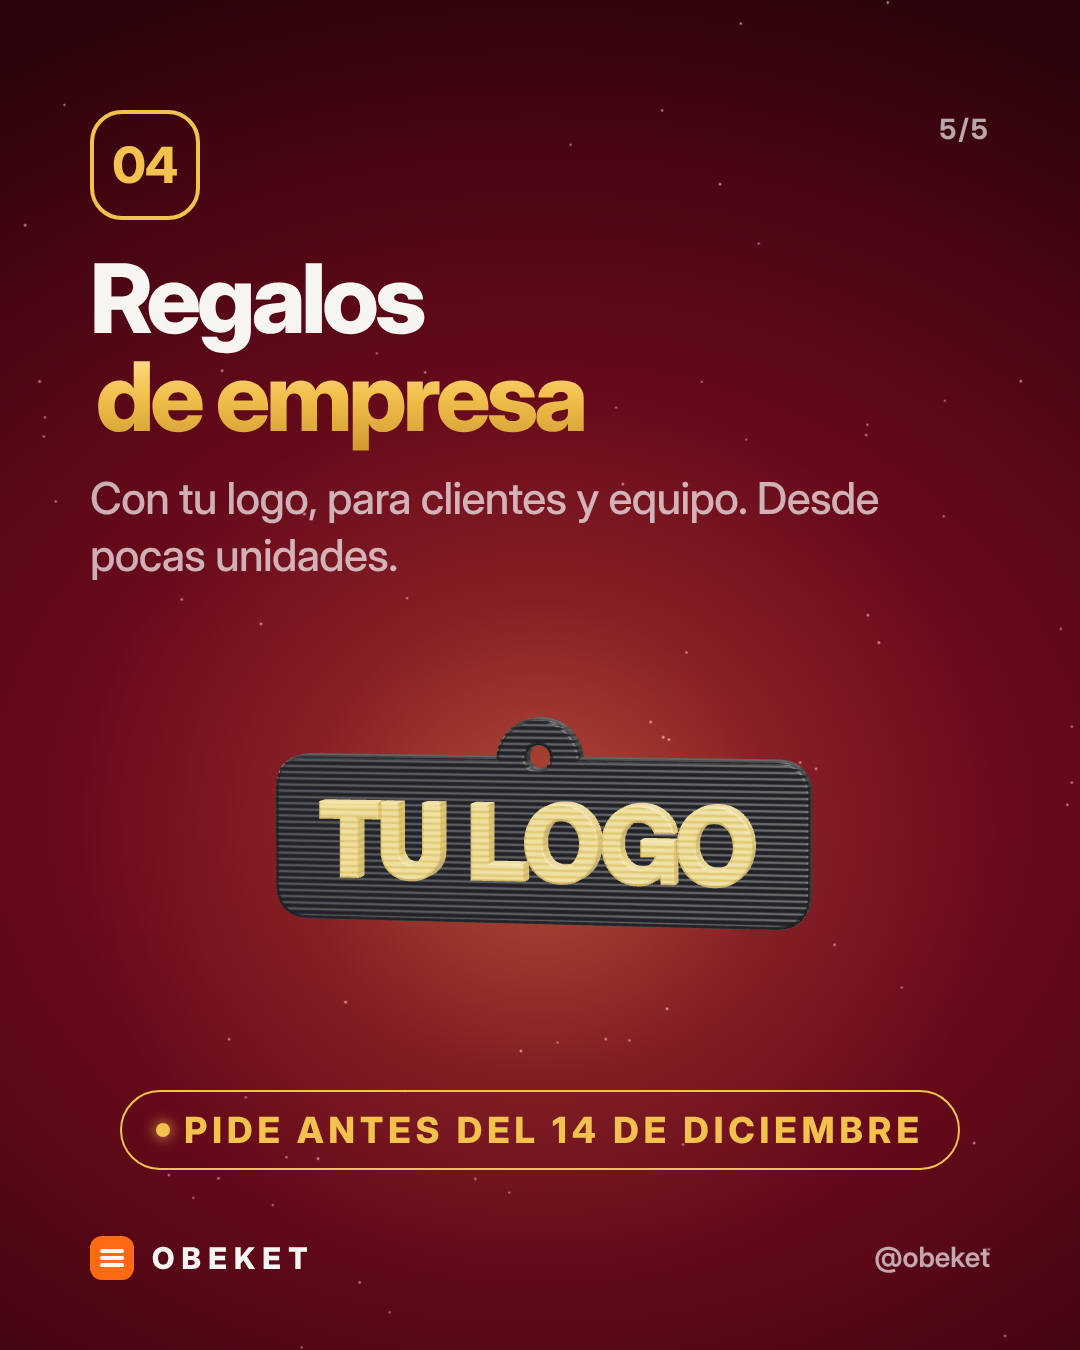 04
5/5
Regalos
de empresa
Con tu logo, para clientes y equipo. Desde
pocas unidades.
TU LOGO
PIDE ANTES DEL 14 DE DICIEMBRE
OBEKET
@obeket